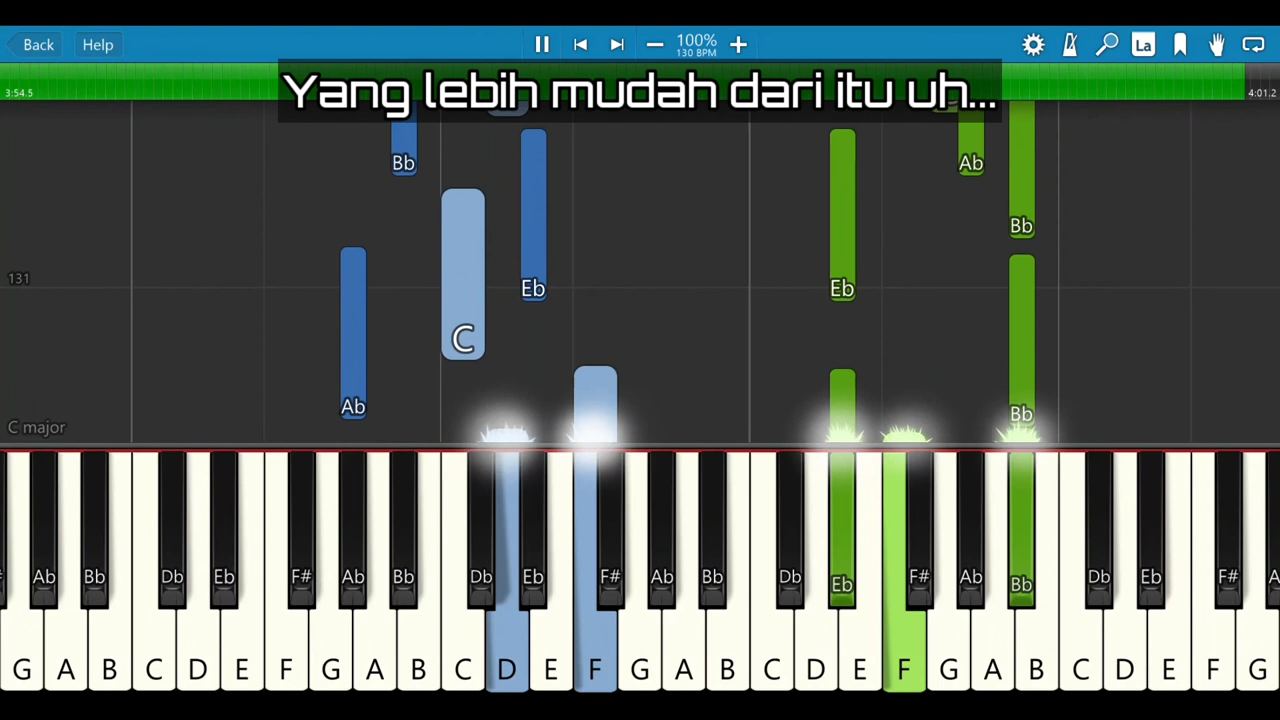 Back Help 100% La
130 BPM
3:54.5 Yang lebih mudah dari itu uh... 4:01.2
Bb Ab
Bb
131
Eb Eb
C
Ab Bb
C major
Ab Bb Db Eb F# Ab Bb Db Eb F# Ab Bb Db Eb F# Ab Bb Db Eb F# A
G A B C D E F G A B C D E F G A B C D E F G A B C D E F G